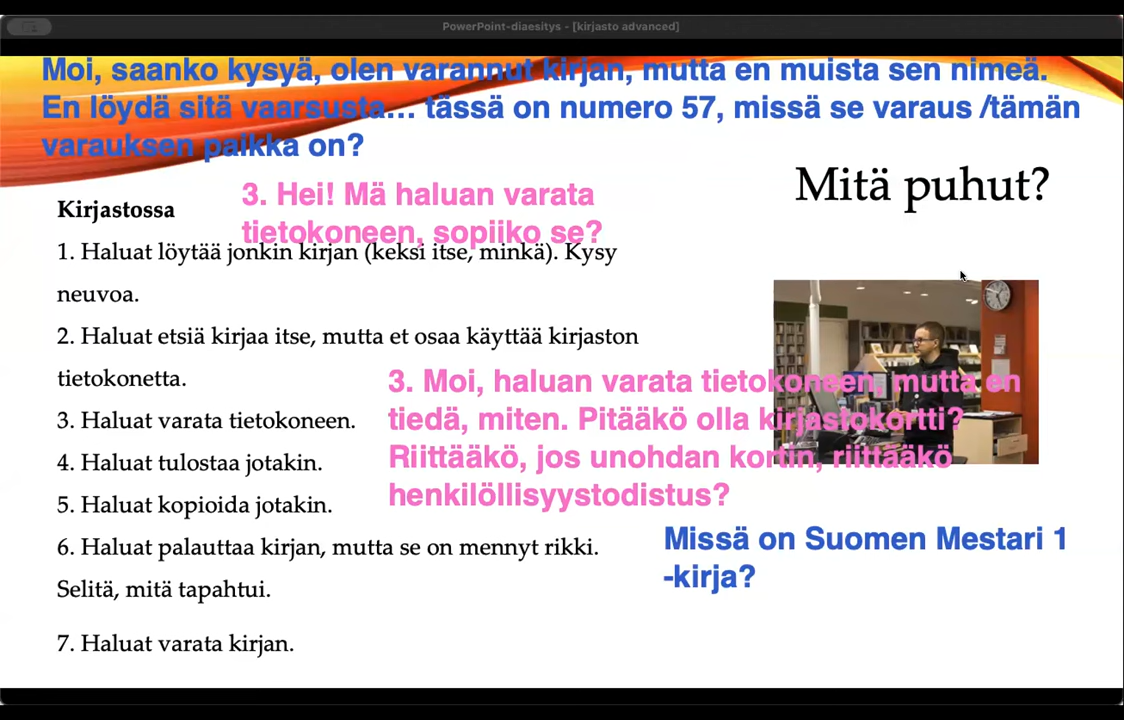 PowerPoint-diaesitys - [kirjasto advanced]
Moi, saanko kysyä, olen varannut kirjan, mutta en muista sen nimeä.
En löydä sitä vaarsusta... tässä on numero 57, missä se varaus /tämän
varauksen paikka on?
Mitä puhut?
3. Hei! Mä haluan varata
tietokoneen, sopiiko se?
Kirjastossa
1. Haluat löytää jonkin kirjan (keksi itse, minkä). Kysy
neuvoa.
2. Haluat etsiä kirjaa itse, mutta et osaa käyttää kirjaston
tietokonetta.
3. Haluat varata tietokoneen.
4. Haluat tulostaa jotakin.
5. Haluat kopioida jotakin.
6. Haluat palauttaa kirjan, mutta se on mennyt rikki.
Selitä, mitä tapahtui.
7. Haluat varata kirjan.
3. Moi, haluan varata tietokoneen, mutta en
tiedä, miten. Pitääkö olla kirjastokortti?
Riittääkö, jos unohdan kortin, riittääkö
henkilöllisyystodistus?
Missä on Suomen Mestari 1
-kirja?